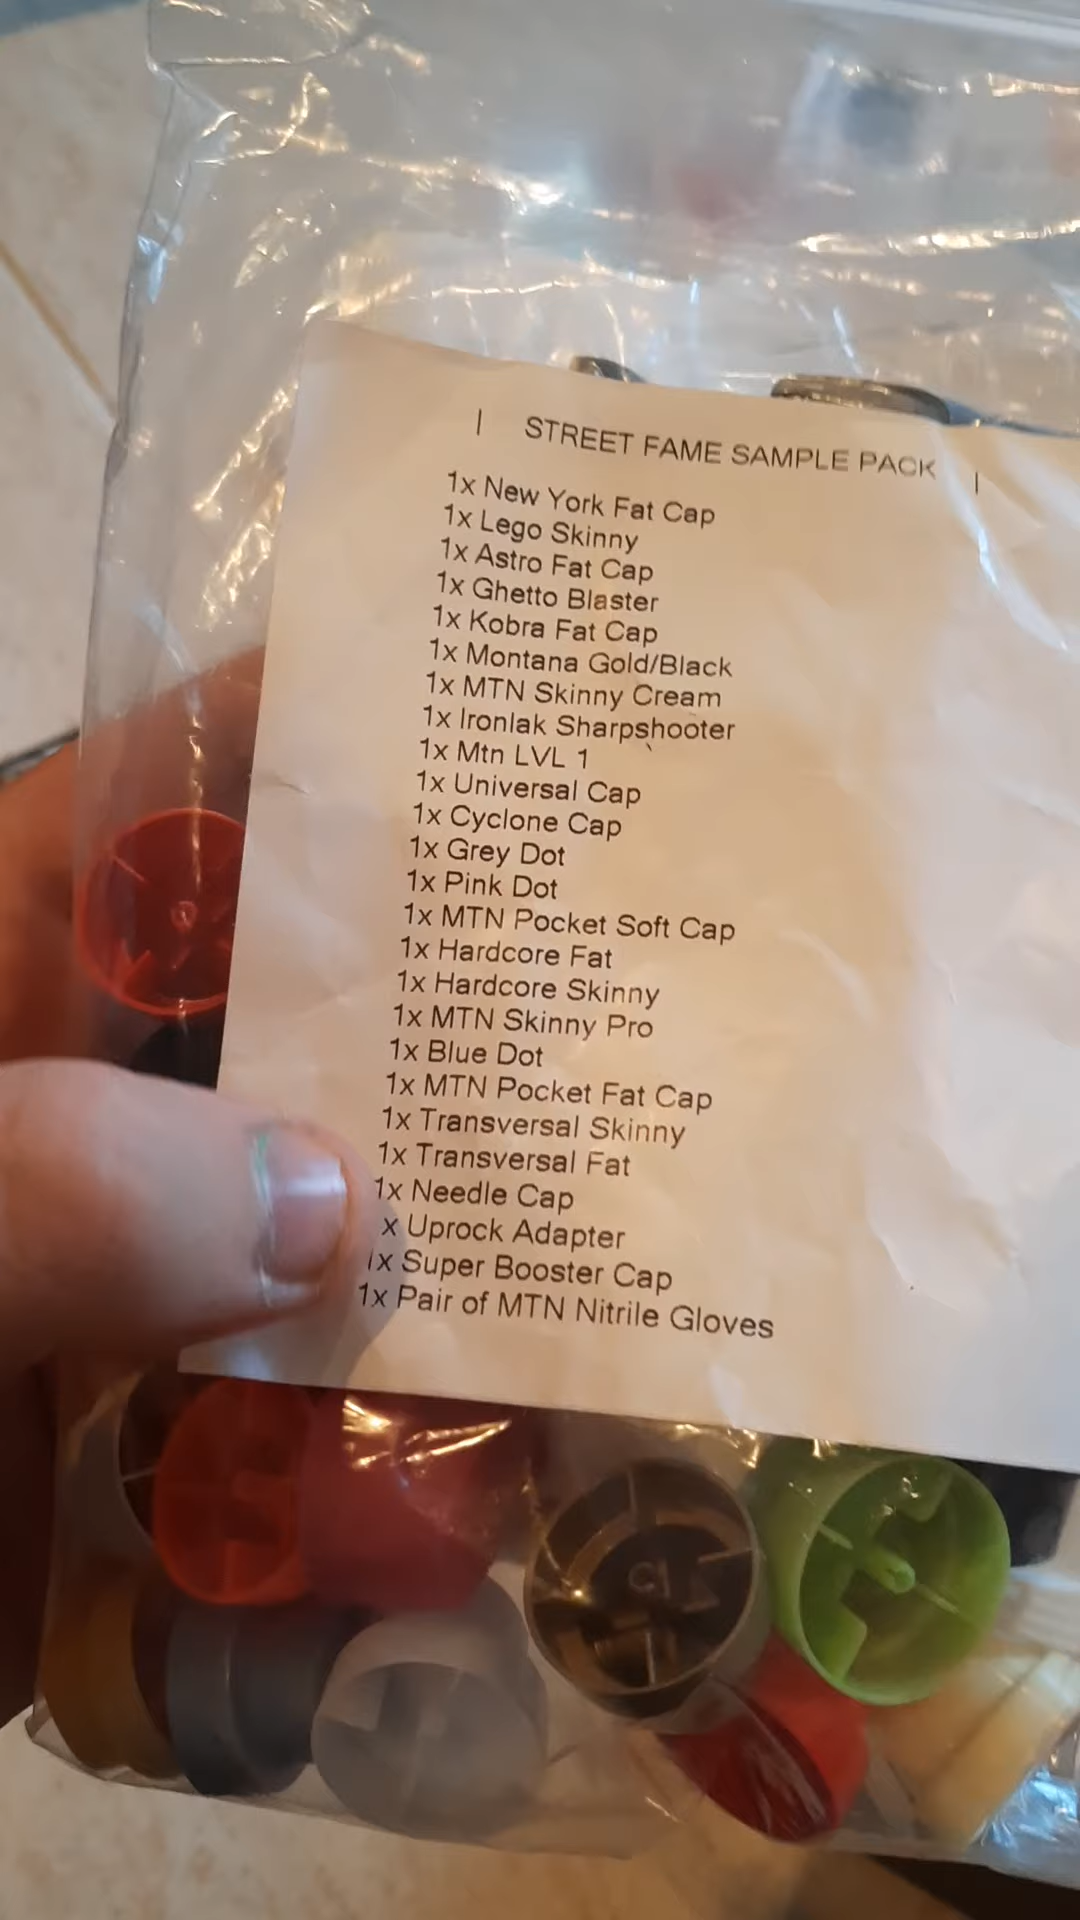 | STREET FAME SAMPLE PACK |
1x New York Fat Cap
1x Lego Skinny
1x Astro Fat Cap
1x Ghetto Blaster
1x Kobra Fat Cap
1x Montana Gold/Black
1x MTN Skinny Cream
1x Ironlak Sharpshooter
1x Mtn LVL 1
1x Universal Cap
1x Cyclone Cap
1x Grey Dot
1x Pink Dot
1x MTN Pocket Soft Cap
1x Hardcore Fat
1x Hardcore Skinny
1x MTN Skinny Pro
1x Blue Dot
1x MTN Pocket Fat Cap
1x Transversal Skinny
1x Transversal Fat
1x Needle Cap
x Uprock Adapter
1x Super Booster Cap
1x Pair of MTN Nitrile Gloves